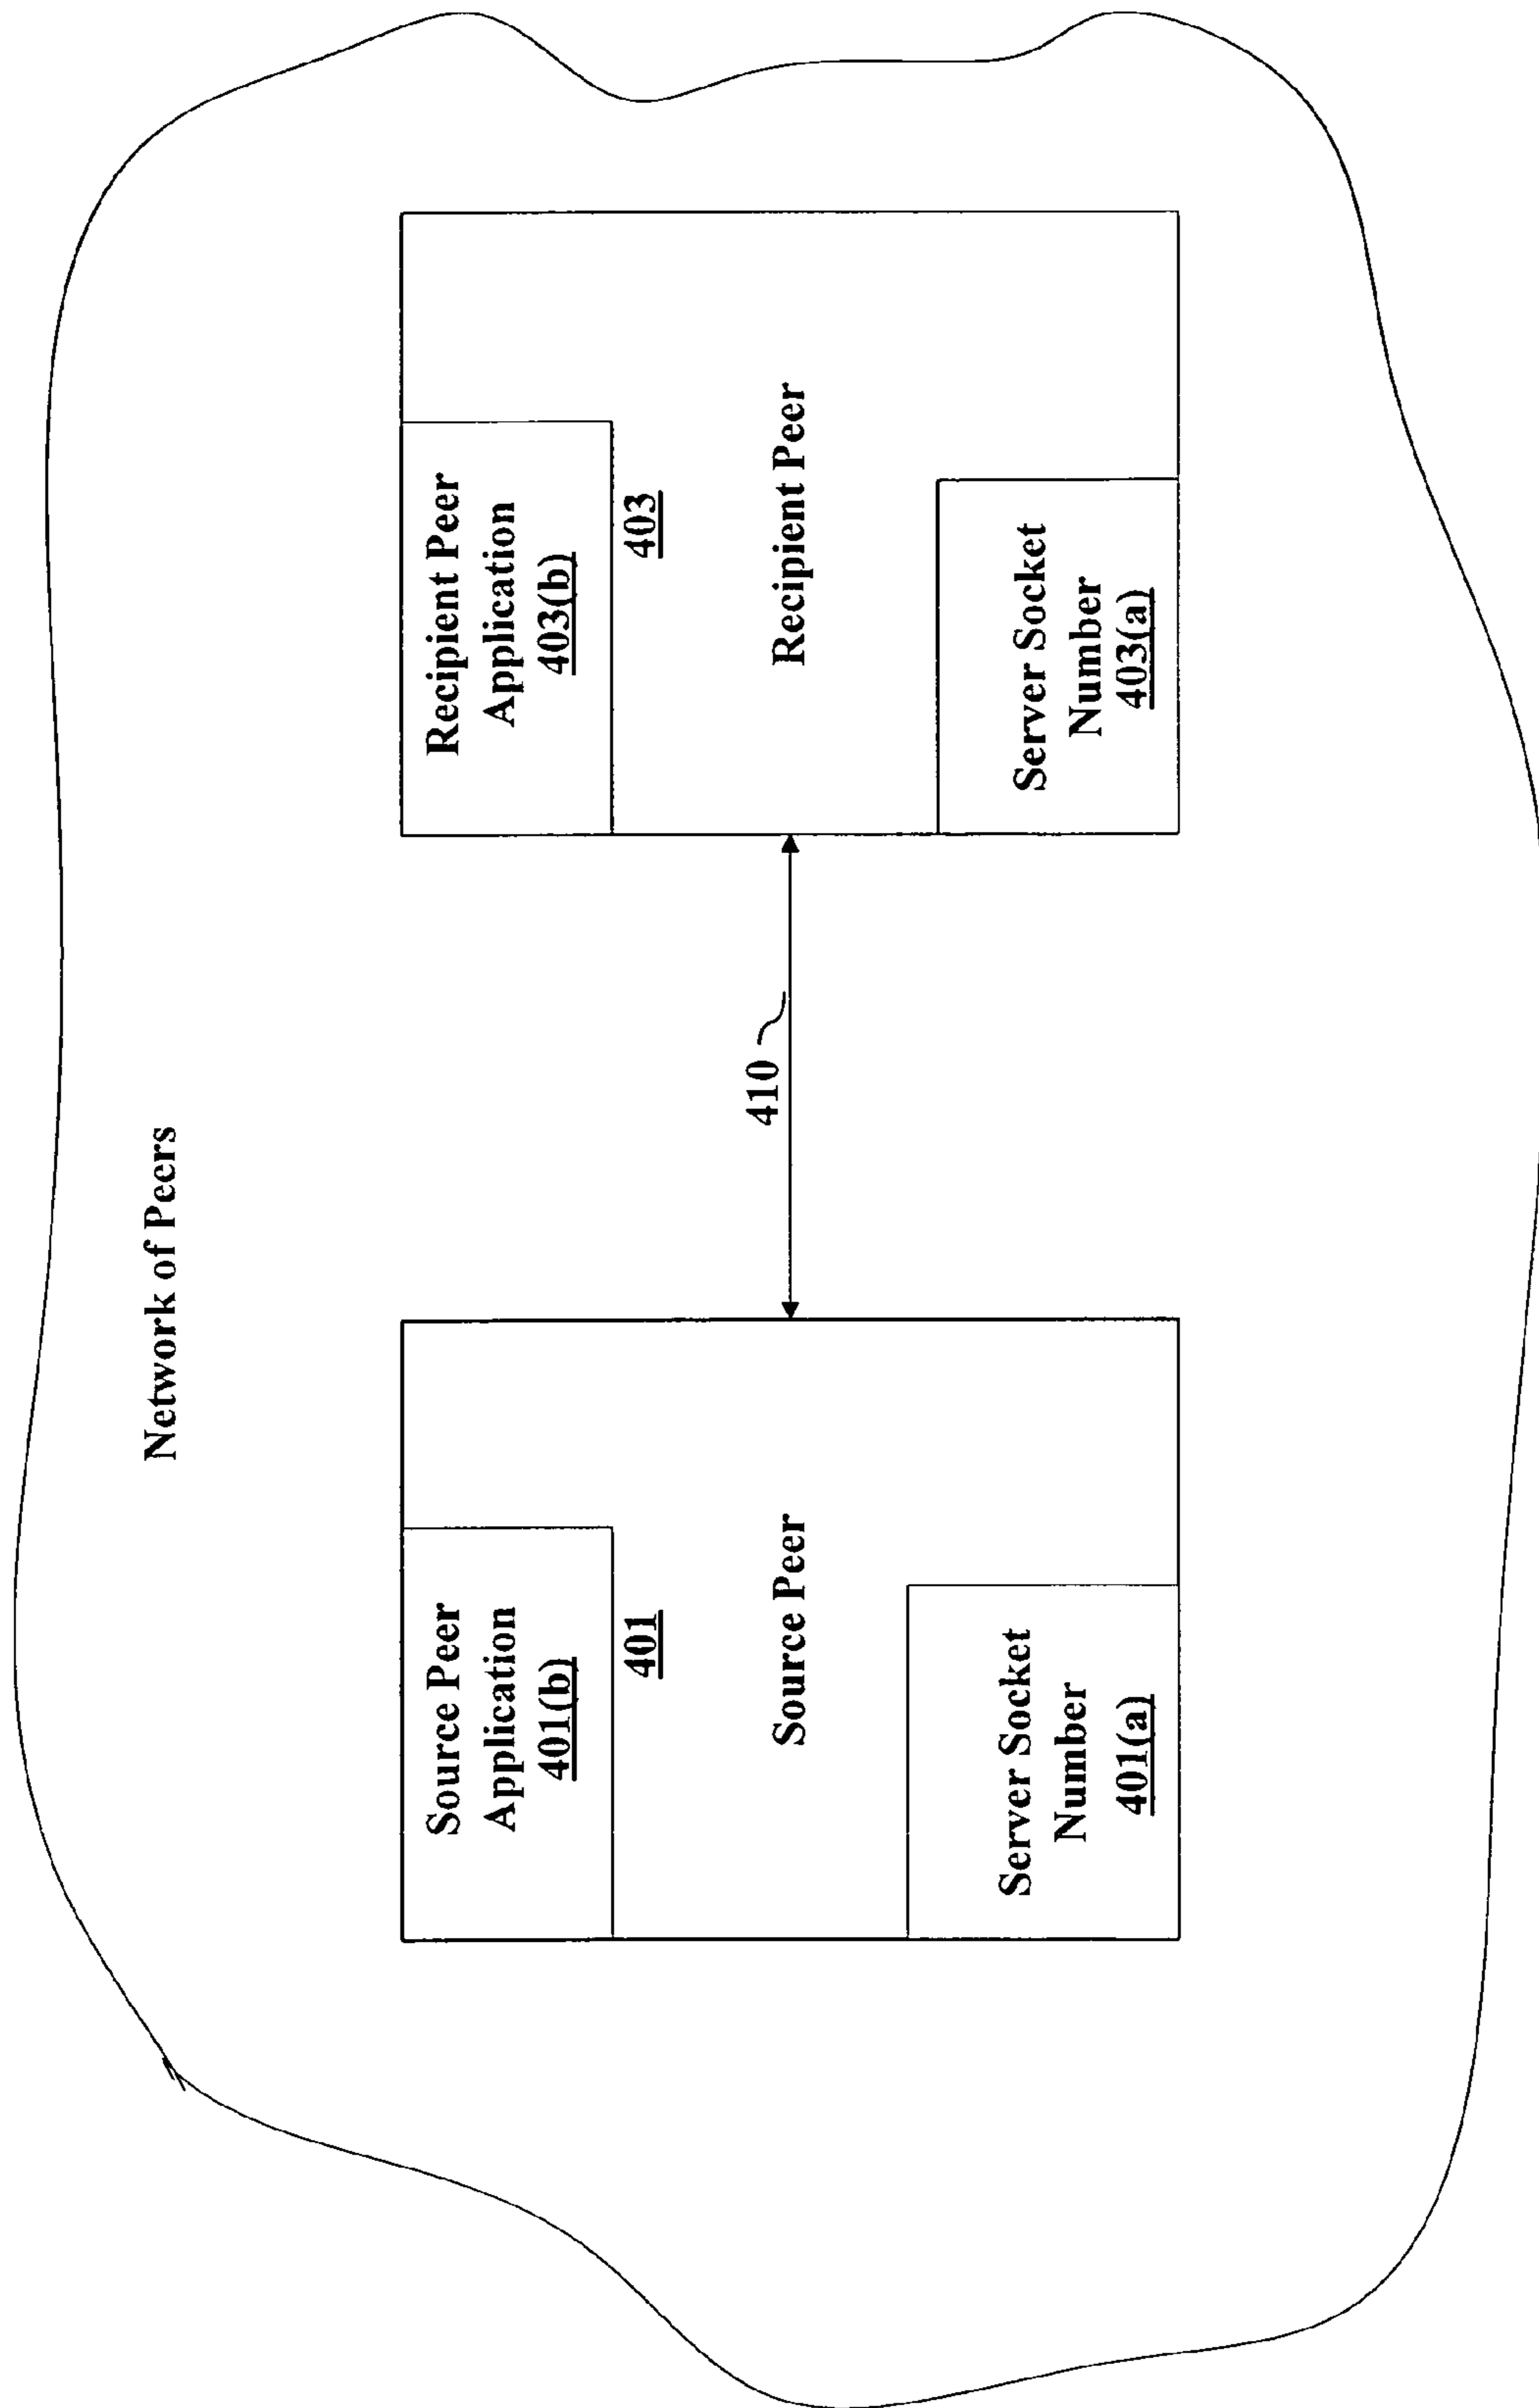 Network of Peers
Source Peer
Application
401(b)
401
Source Peer
Server Socket
Number
401(a)
410
Recipient Peer
Application
403(b)
403
Recipient Peer
Server Socket
Number
403(a)